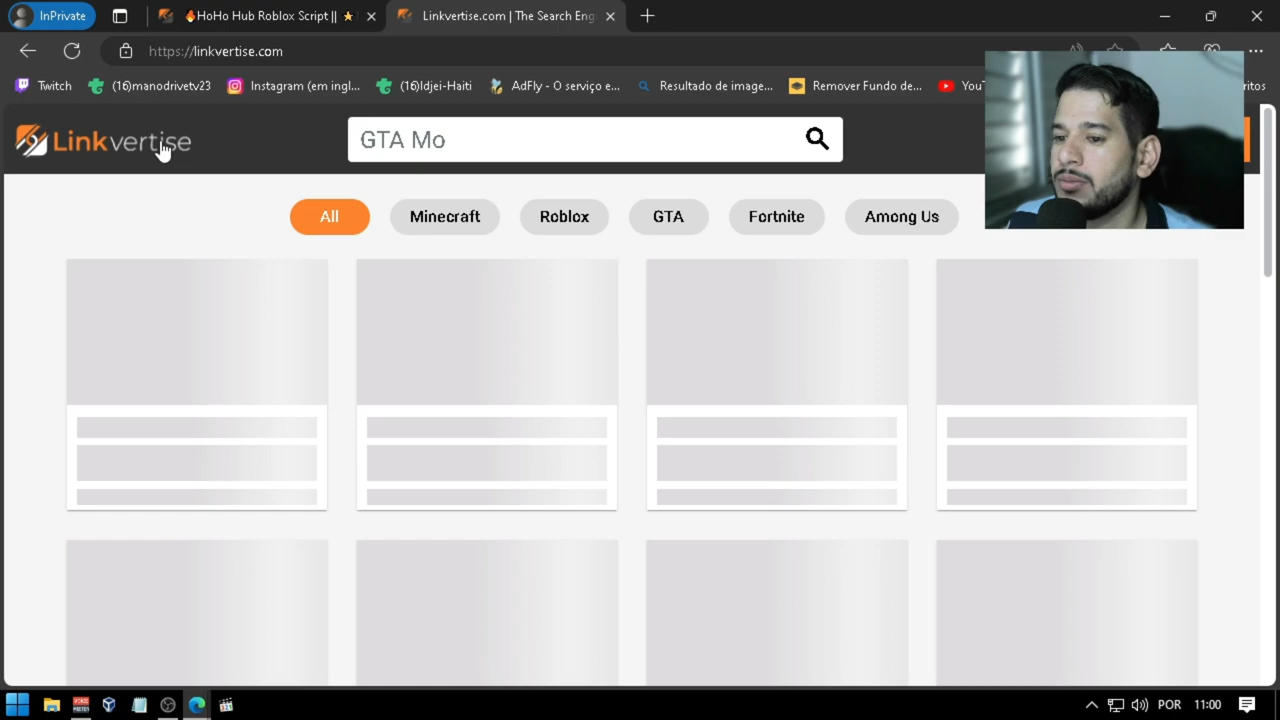 InPrivate
🔥HoHo Hub Roblox Script || ⭐
Linkvertise.com | The Search Eng
https://linkvertise.com
Twitch
(16)manodrivetv23
Instagram (em ingl...
(16)ldjei-Haiti
AdFly - O serviço e...
Resultado de image...
Remover Fundo de...
YouT
ritos
Linkvertise
GTA Mo
All
Minecraft
Roblox
GTA
Fortnite
Among Us
POR
11:00